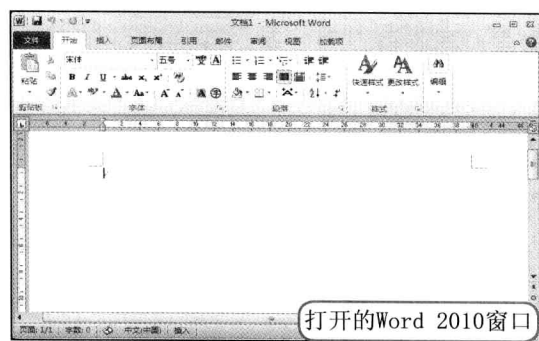 文档1 - Microsoft Word
文件 开始 插入 页面布局 引用 邮件 审阅 视图 加载项
宋体 五号
粘贴 B I U abc x₂ x² 快速样式 更改样式 编辑
剪贴板 字体 段落 样式
页面: 1/1 字数: 0 中文(中国) 插入
打开的Word 2010窗口